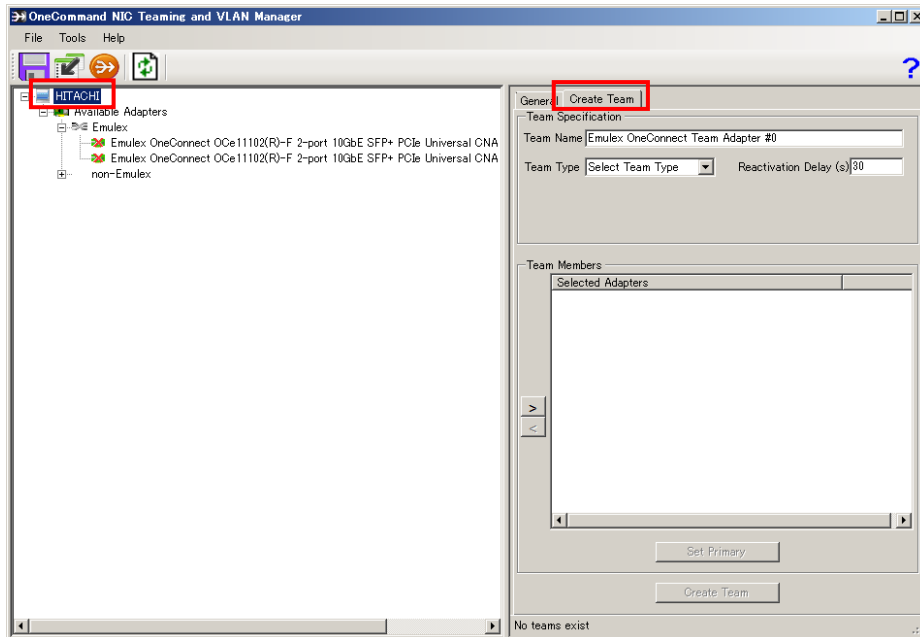 OneCommand NIC Teaming and VLAN Manager
File Tools Help
?
HITACHI
Available Adapters
Emulex
Emulex OneConnect OCe11102(R)-F 2-port 10GbE SFP+ PCIe Universal CNA
Emulex OneConnect OCe11102(R)-F 2-port 10GbE SFP+ PCIe Universal CNA
non-Emulex
General Create Team
Team Specification
Team Name Emulex OneConnect Team Adapter #0
Team Type Select Team Type Reactivation Delay (s) 30
Team Members
Selected Adapters
>
<
Set Primary
Create Team
No teams exist